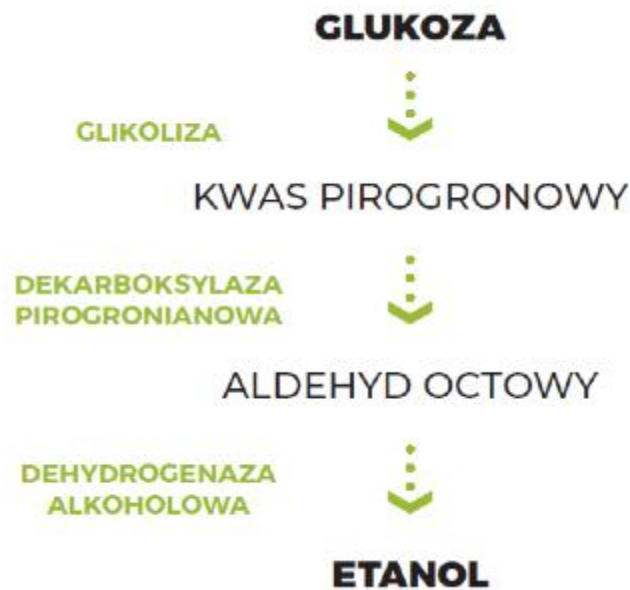 GLUKOZA
GLIKOLIZA
KWAS PIROGRONOWY
DEKARBOKSYLAZA
PIROGRONIANOWA
ALDEHYD OCTOWY
DEHYDROGENAZA
ALKOHOLOWA
ETANOL